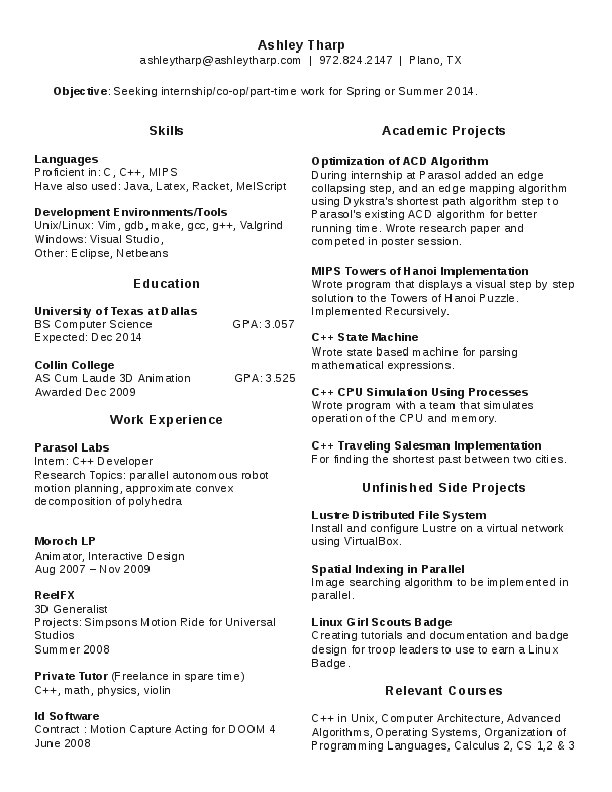 Ashley Tharp
ashleytharp@ashleytharp.com | 972.824.2147 | Plano, TX
Objective: Seeking internship/co-op/part-time work for Spring or Summer 2014.
Skills
Languages
Proficient in: C, C++, MIPS
Have also used: Java, Latex, Racket, MelScript
Development Environments/Tools
Unix/Linux: Vim, gdb, make, gcc, g++, Valgrind
Windows: Visual Studio,
Other: Eclipse, Netbeans
Education
University of Texas at Dallas
BS Computer Science GPA: 3.057
Expected: Dec 2014
Collin College
AS Cum Laude 3D Animation GPA: 3.525
Awarded Dec 2009
Work Experience
Parasol Labs
Intern: C++ Developer
Research Topics: parallel autonomous robot
motion planning, approximate convex
decomposition of polyhedra
Moroch LP
Animator, Interactive Design
Aug 2007 – Nov 2009
ReelFX
3D Generalist
Projects: Simpsons Motion Ride for Universal
Studios
Summer 2008
Private Tutor (Freelance in spare time)
C++, math, physics, violin
Id Software
Contract : Motion Capture Acting for DOOM 4
June 2008
Academic Projects
Optimization of ACD Algorithm
During internship at Parasol added an edge
collapsing step, and an edge mapping algorithm
using Dykstra's shortest path algorithm step to
Parasol's existing ACD algorithm for better
running time. Wrote research paper and
competed in poster session.
MIPS Towers of Hanoi Implementation
Wrote program that displays a visual step by step
solution to the Towers of Hanoi Puzzle.
Implemented Recursively.
C++ State Machine
Wrote state based machine for parsing
mathematical expressions.
C++ CPU Simulation Using Processes
Wrote program with a team that simulates
operation of the CPU and memory.
C++ Traveling Salesman Implementation
For finding the shortest past between two cities.
Unfinished Side Projects
Lustre Distributed File System
Install and configure Lustre on a virtual network
using VirtualBox.
Spatial Indexing in Parallel
Image searching algorithm to be implemented in
parallel.
Linux Girl Scouts Badge
Creating tutorials and documentation and badge
design for troop leaders to use to earn a Linux
Badge.
Relevant Courses
C++ in Unix, Computer Architecture, Advanced
Algorithms, Operating Systems, Organization of
Programming Languages, Calculus 2, CS 1,2 & 3